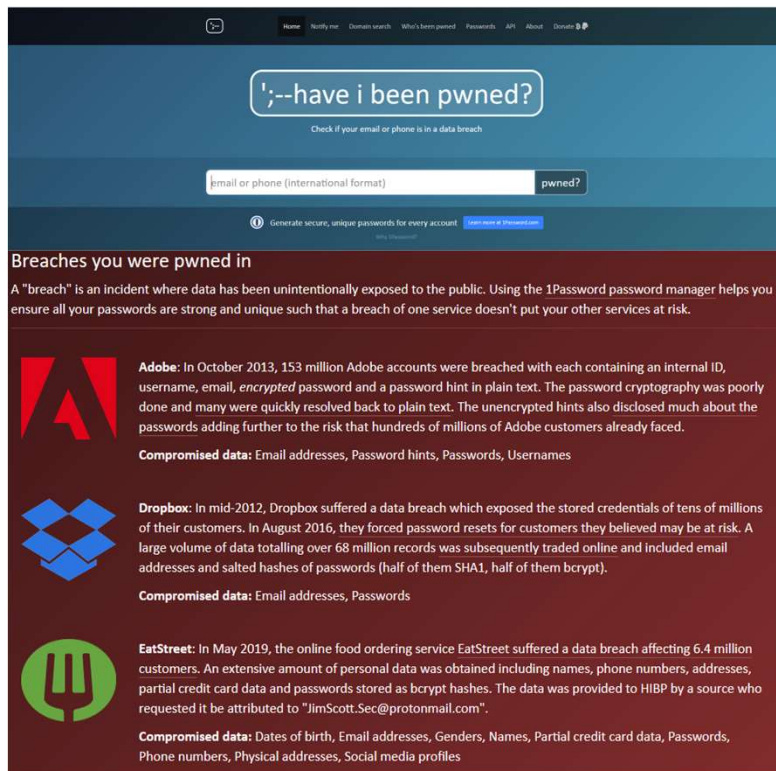 ';--
Home Notify me Domain search Who's been pwned Passwords API About Donate
';--have i been pwned?
Check if your email or phone is in a data breach
email or phone (international format) pwned?
Generate secure, unique passwords for every account Learn more at 1Password.com
Why 1Password?
Breaches you were pwned in
A "breach" is an incident where data has been unintentionally exposed to the public. Using the 1Password password manager helps you
ensure all your passwords are strong and unique such that a breach of one service doesn't put your other services at risk.
Adobe: In October 2013, 153 million Adobe accounts were breached with each containing an internal ID,
username, email, encrypted password and a password hint in plain text. The password cryptography was poorly
done and many were quickly resolved back to plain text. The unencrypted hints also disclosed much about the
passwords adding further to the risk that hundreds of millions of Adobe customers already faced.
Compromised data: Email addresses, Password hints, Passwords, Usernames
Dropbox: In mid-2012, Dropbox suffered a data breach which exposed the stored credentials of tens of millions
of their customers. In August 2016, they forced password resets for customers they believed may be at risk. A
large volume of data totalling over 68 million records was subsequently traded online and included email
addresses and salted hashes of passwords (half of them SHA1, half of them bcrypt).
Compromised data: Email addresses, Passwords
EatStreet: In May 2019, the online food ordering service EatStreet suffered a data breach affecting 6.4 million
customers. An extensive amount of personal data was obtained including names, phone numbers, addresses,
partial credit card data and passwords stored as bcrypt hashes. The data was provided to HIBP by a source who
requested it be attributed to "JimScott.Sec@protonmail.com".
Compromised data: Dates of birth, Email addresses, Genders, Names, Partial credit card data, Passwords,
Phone numbers, Physical addresses, Social media profiles